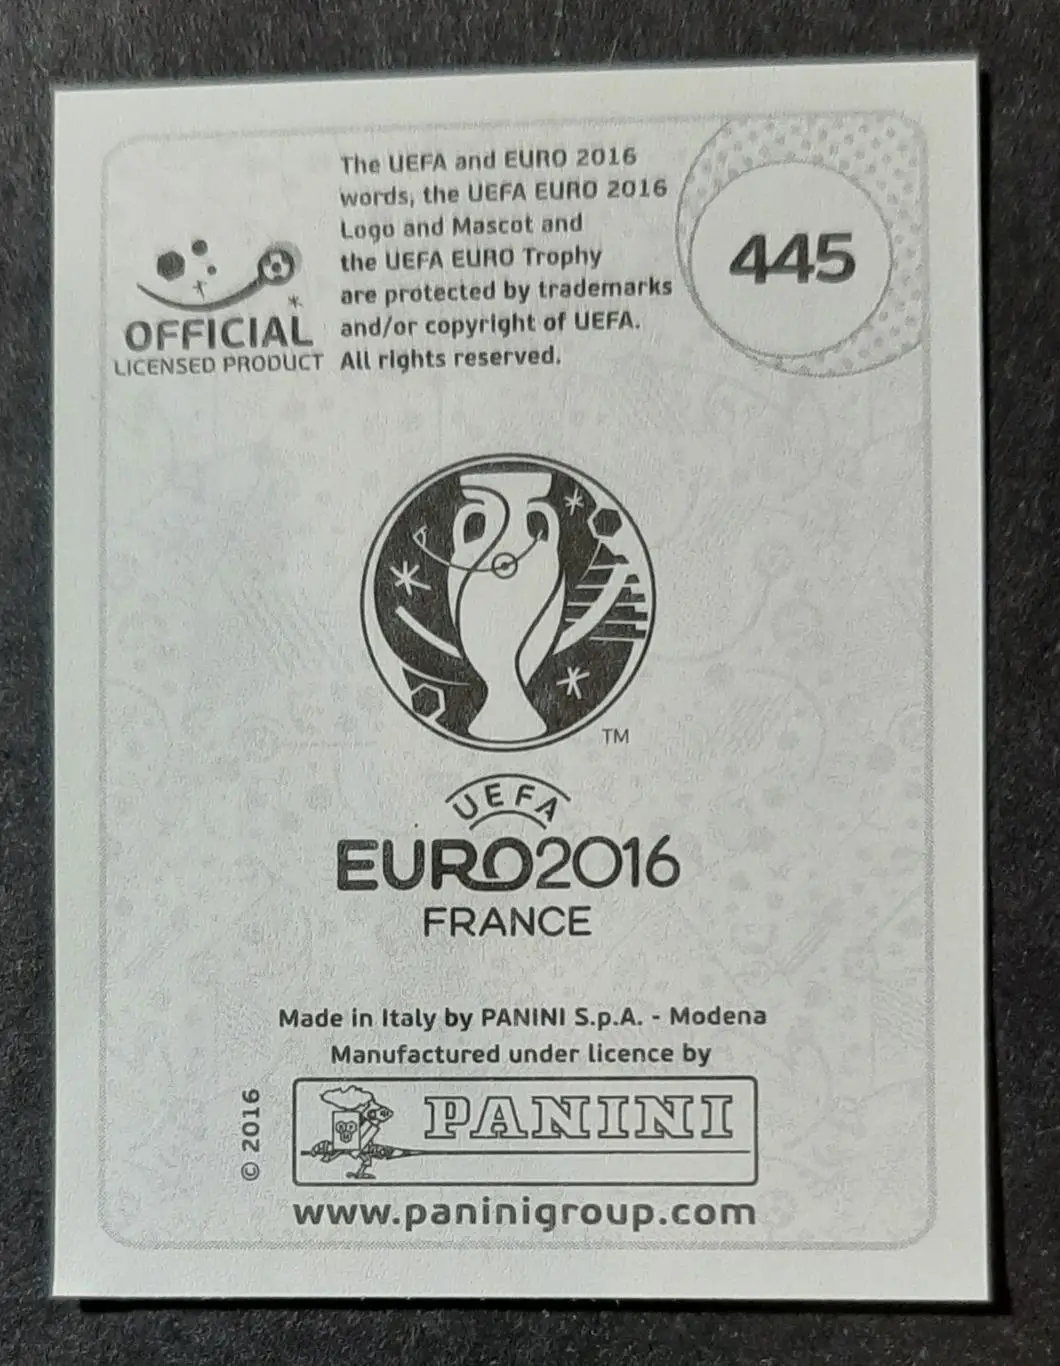 The UEFA and EURO 2016
words, the UEFA EURO 2016
Logo and Mascot and
the UEFA EURO Trophy
are protected by trademarks
and/or copyright of UEFA.
All rights reserved.
OFFICIAL
LICENSED PRODUCT
445
TM
UEFA
EURO2016
FRANCE
Made in Italy by PANINI S.p.A. - Modena
Manufactured under licence by
© 2016
PANINI
www.paninigroup.com